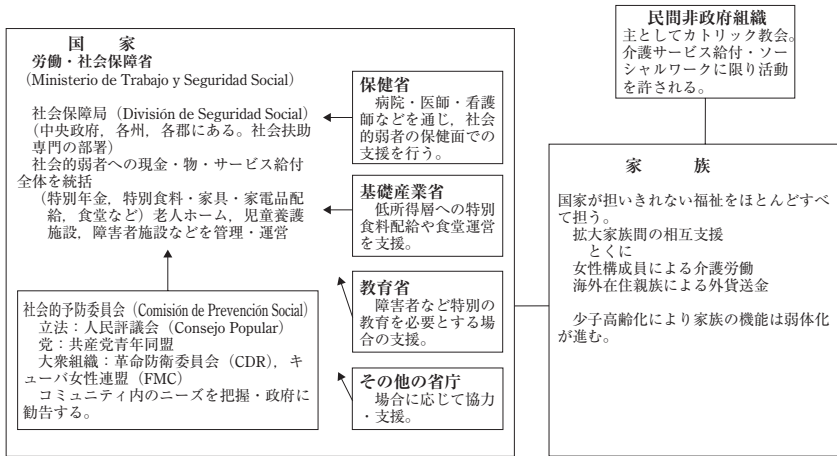 国　　家
労働・社会保障省
(Ministerio de Trabajo y Seguridad Social)
社会保障局（División de Seguridad Social）
（中央政府，各州，各郡にある。社会扶助
専門の部署）
社会的弱者への現金・物・サービス給付
全体を統括
（特別年金，特別食料・家具・家電品配
給，食堂など）老人ホーム，児童養護
施設，障害者施設などを管理・運営
社会的予防委員会（Comisión de Prevención Social）
立法：人民評議会（Consejo Popular）
党：共産党青年同盟
大衆組織：革命防衛委員会（CDR），キ
ューバ女性連盟（FMC）
コミュニティ内のニーズを把握・政府に
勧告する。
保健省
病院・医師・看護
師などを通じ，社会
的弱者の保健面での
支援を行う。
基礎産業省
低所得層への特別
食料配給や食堂運営
を支援。
教育省
障害者など特別の
教育を必要とする場
合の支援。
その他の省庁
場合に応じて協力
・支援。
民間非政府組織
主としてカトリック教会。
介護サービス給付・ソー
シャルワークに限り活動
を許される。
家　　族
国家が担いきれない福祉をほとんどすべ
て担う。
拡大家族間の相互支援
とくに
女性構成員による介護労働
海外在住親族による外貨送金
少子高齢化により家族の機能は弱体化
が進む。